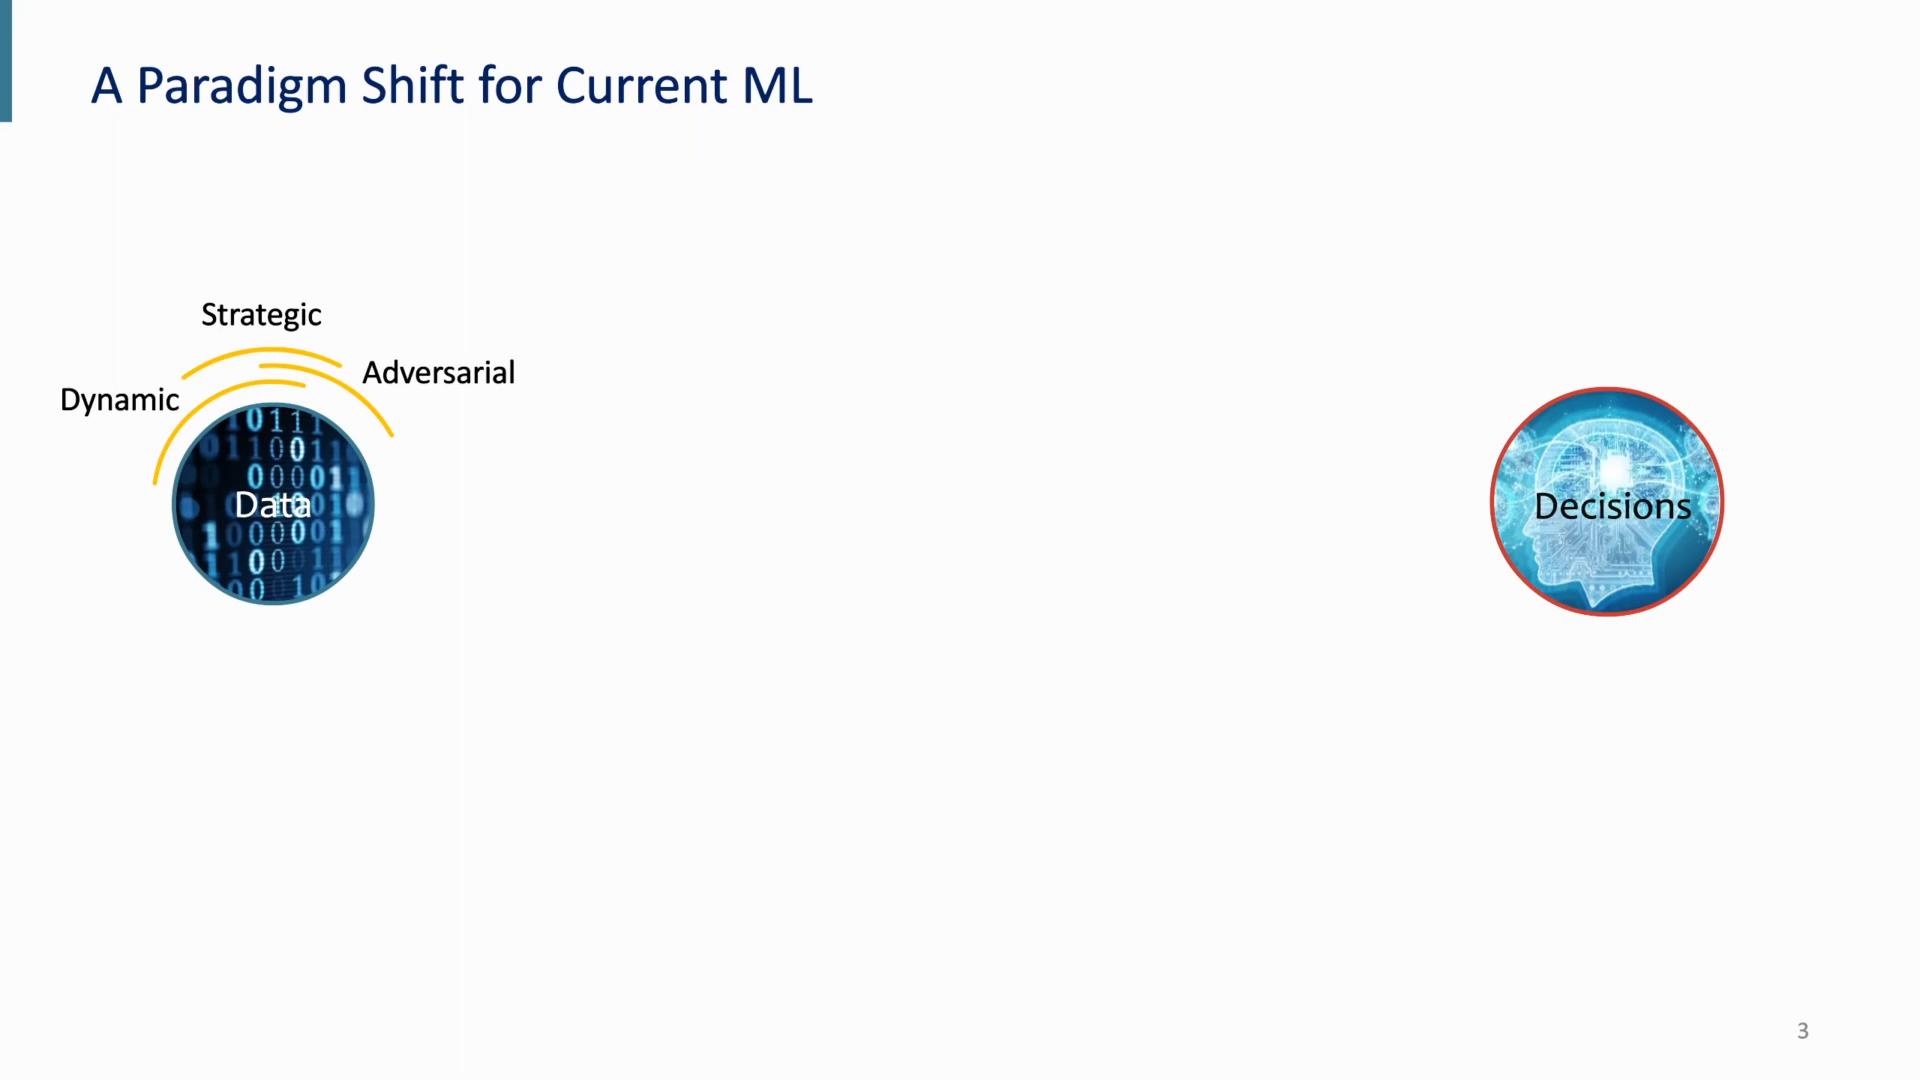 A Paradigm Shift for Current ML
Strategic
Adversarial
Dynamic
Data
Decisions
3